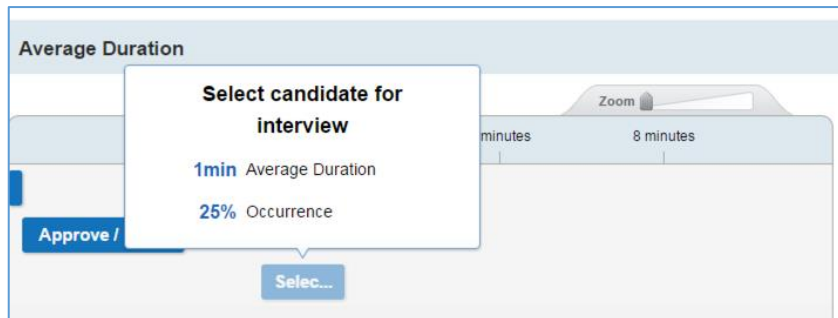 Average Duration
Select candidate for
interview
Zoom
minutes
8 minutes
1min Average Duration
25% Occurrence
Approve /
Selec...